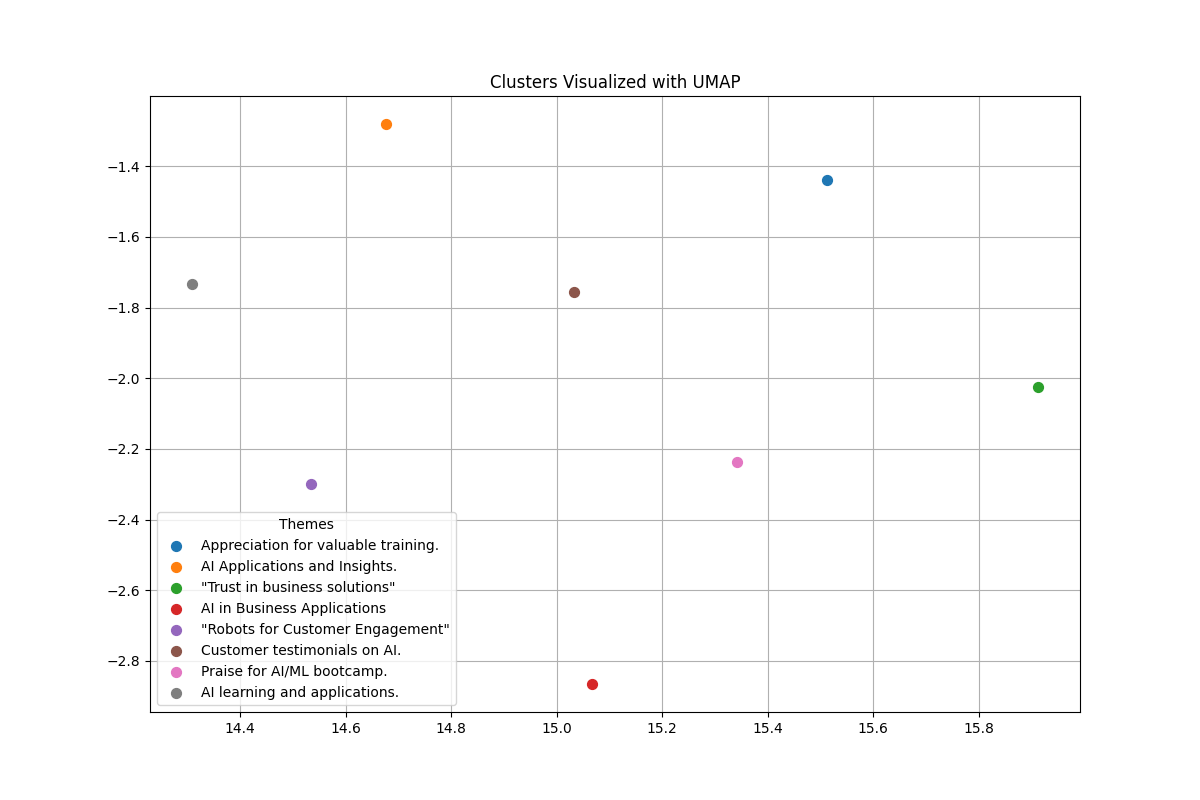 Clusters Visualized with UMAP
−1.4
−1.6
−1.8
−2.0
−2.2
−2.4
−2.6
−2.8
Themes
Appreciation for valuable training.
AI Applications and Insights.
"Trust in business solutions"
AI in Business Applications
"Robots for Customer Engagement"
Customer testimonials on AI.
Praise for AI/ML bootcamp.
AI learning and applications.
14.4 14.6 14.8 15.0 15.2 15.4 15.6 15.8